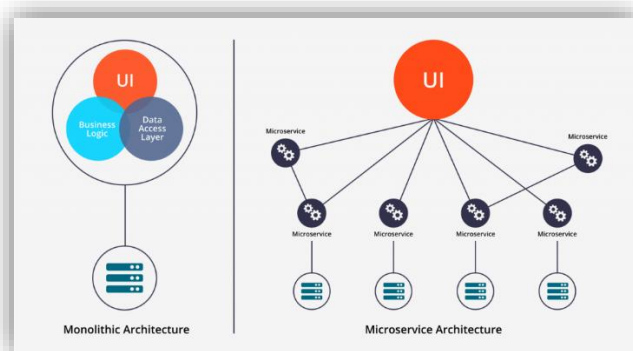 UI
Business
Logic
Data
Access
Layer
Monolithic Architecture
UI
Microservice
Microservice
Microservice
Microservice
Microservice
Microservice
Microservice Architecture